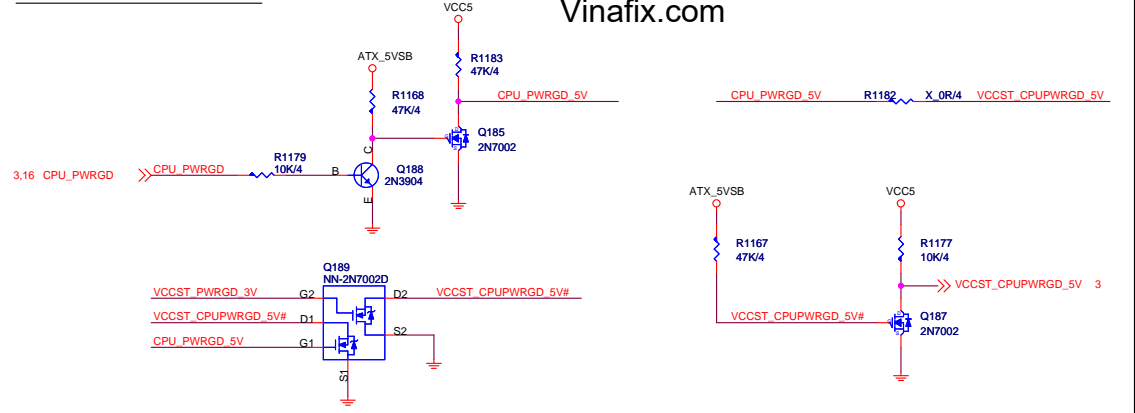 Vinafix.com
VCC5
ATX_5VSB
R1183
47K/4
R1168
47K/4
CPU_PWRGD_5V
CPU_PWRGD_5V
R1182
X_0R/4
VCCST_CPUPWRGD_5V
Q185
2N7002
R1179
10K/4
C
3,16 CPU_PWRGD
CPU_PWRGD
B
Q188
2N3904
E
ATX_5VSB
VCC5
R1167
47K/4
R1177
10K/4
Q189
NN-2N7002D
VCCST_PWRGD_3V
G2
D2
VCCST_CPUPWRGD_5V#
VCCST_CPUPWRGD_5V 3
VCCST_CPUPWRGD_5V#
D1
S2
VCCST_CPUPWRGD_5V#
Q187
2N7002
CPU_PWRGD_5V
G1
S1